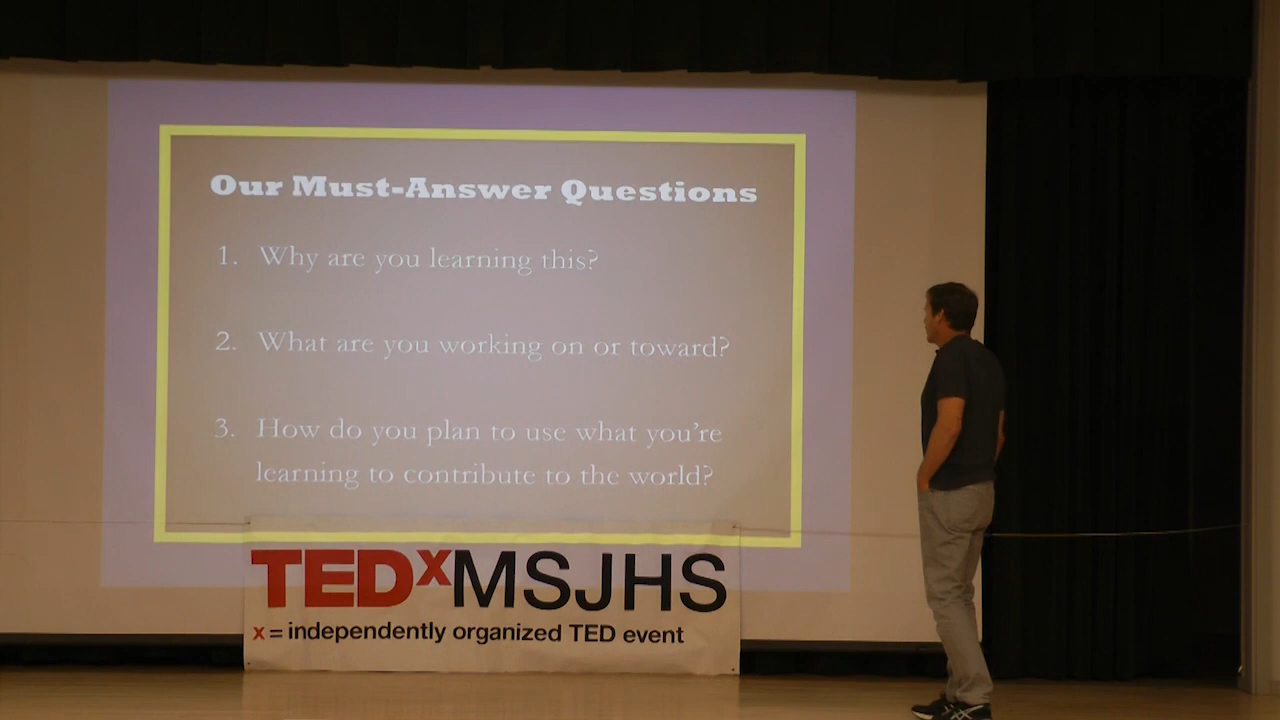 Our Must-Answer Questions
1. Why are you learning this?
2. What are you working on or toward?
3. How do you plan to use what you're
learning to contribute to the world?
TEDxMSJHS
x = independently organized TED event